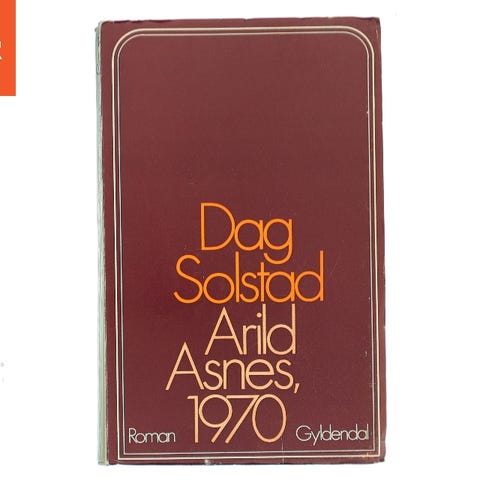 Dag
Solstad
Arild
Asnes,
1970
Roman
Gyldendal